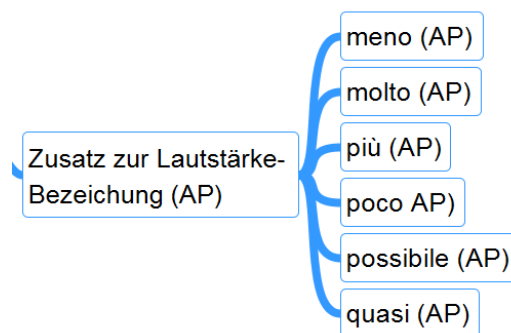 meno (AP)
molto (AP)
più (AP)
Zusatz zur Lautstärke-
Bezeichung (AP)
poco AP)
possibile (AP)
quasi (AP)